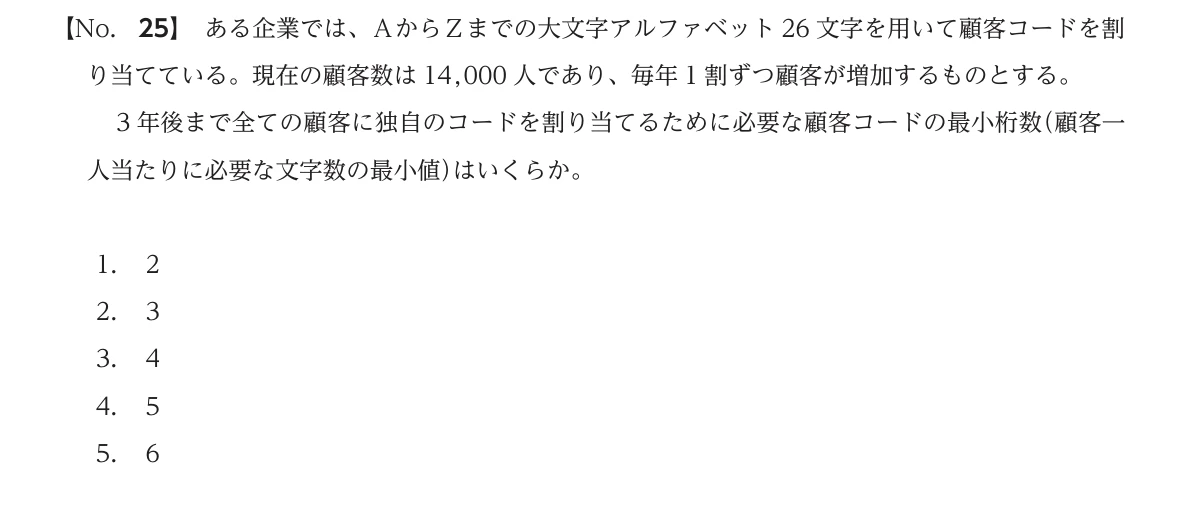 【No. 25】 ある企業では、AからZまでの大文字アルファベット 26 文字を用いて顧客コードを割
り当てている。現在の顧客数は 14,000 人であり、毎年 1 割ずつ顧客が増加するものとする。
3 年後まで全ての顧客に独自のコードを割り当てるために必要な顧客コードの最小桁数(顧客一
人当たりに必要な文字数の最小値)はいくらか。
1. 2
2. 3
3. 4
4. 5
5. 6